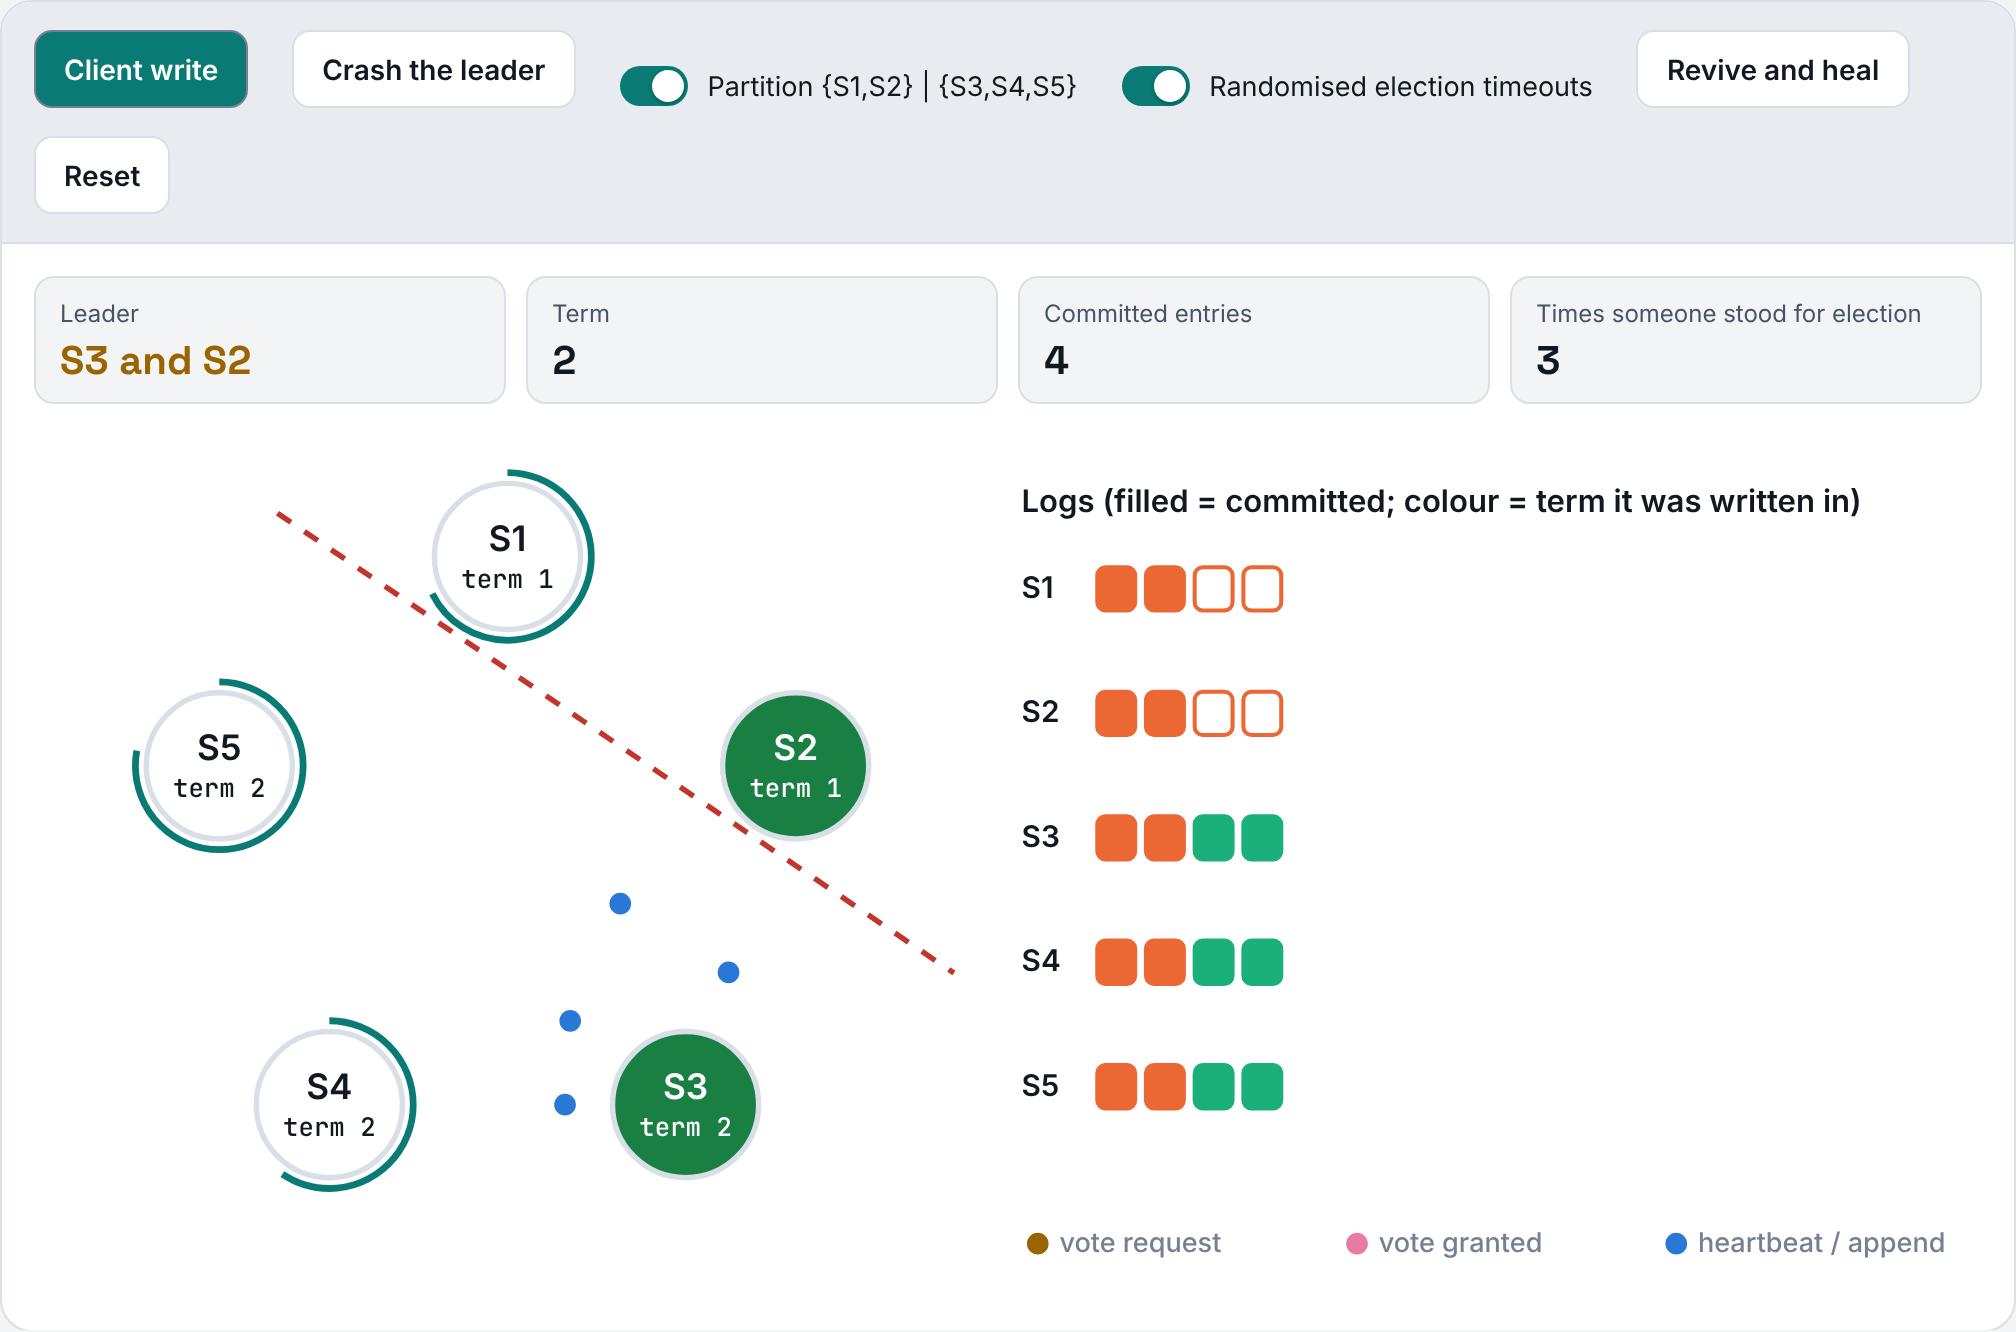 Client write
Crash the leader
Partition {S1,S2} | {S3,S4,S5}
Randomised election timeouts
Revive and heal
Reset
Leader
S3 and S2
Term
2
Committed entries
4
Times someone stood for election
3
S1
term 1
S5
term 2
S2
term 1
S4
term 2
S3
term 2
Logs (filled = committed; colour = term it was written in)
S1
S2
S3
S4
S5
vote request
vote granted
heartbeat / append